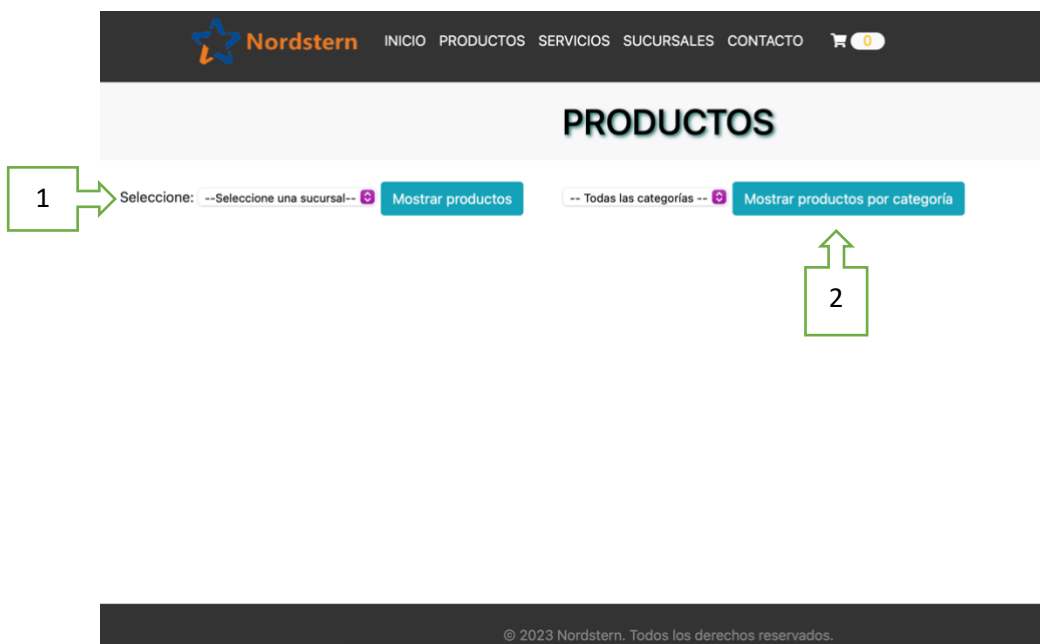 Nordstern INICIO PRODUCTOS SERVICIOS SUCURSALES CONTACTO 0
PRODUCTOS
1 Seleccione: --Seleccione una sucursal-- Mostrar productos -- Todas las categorías -- Mostrar productos por categoría
2
© 2023 Nordstern. Todos los derechos reservados.